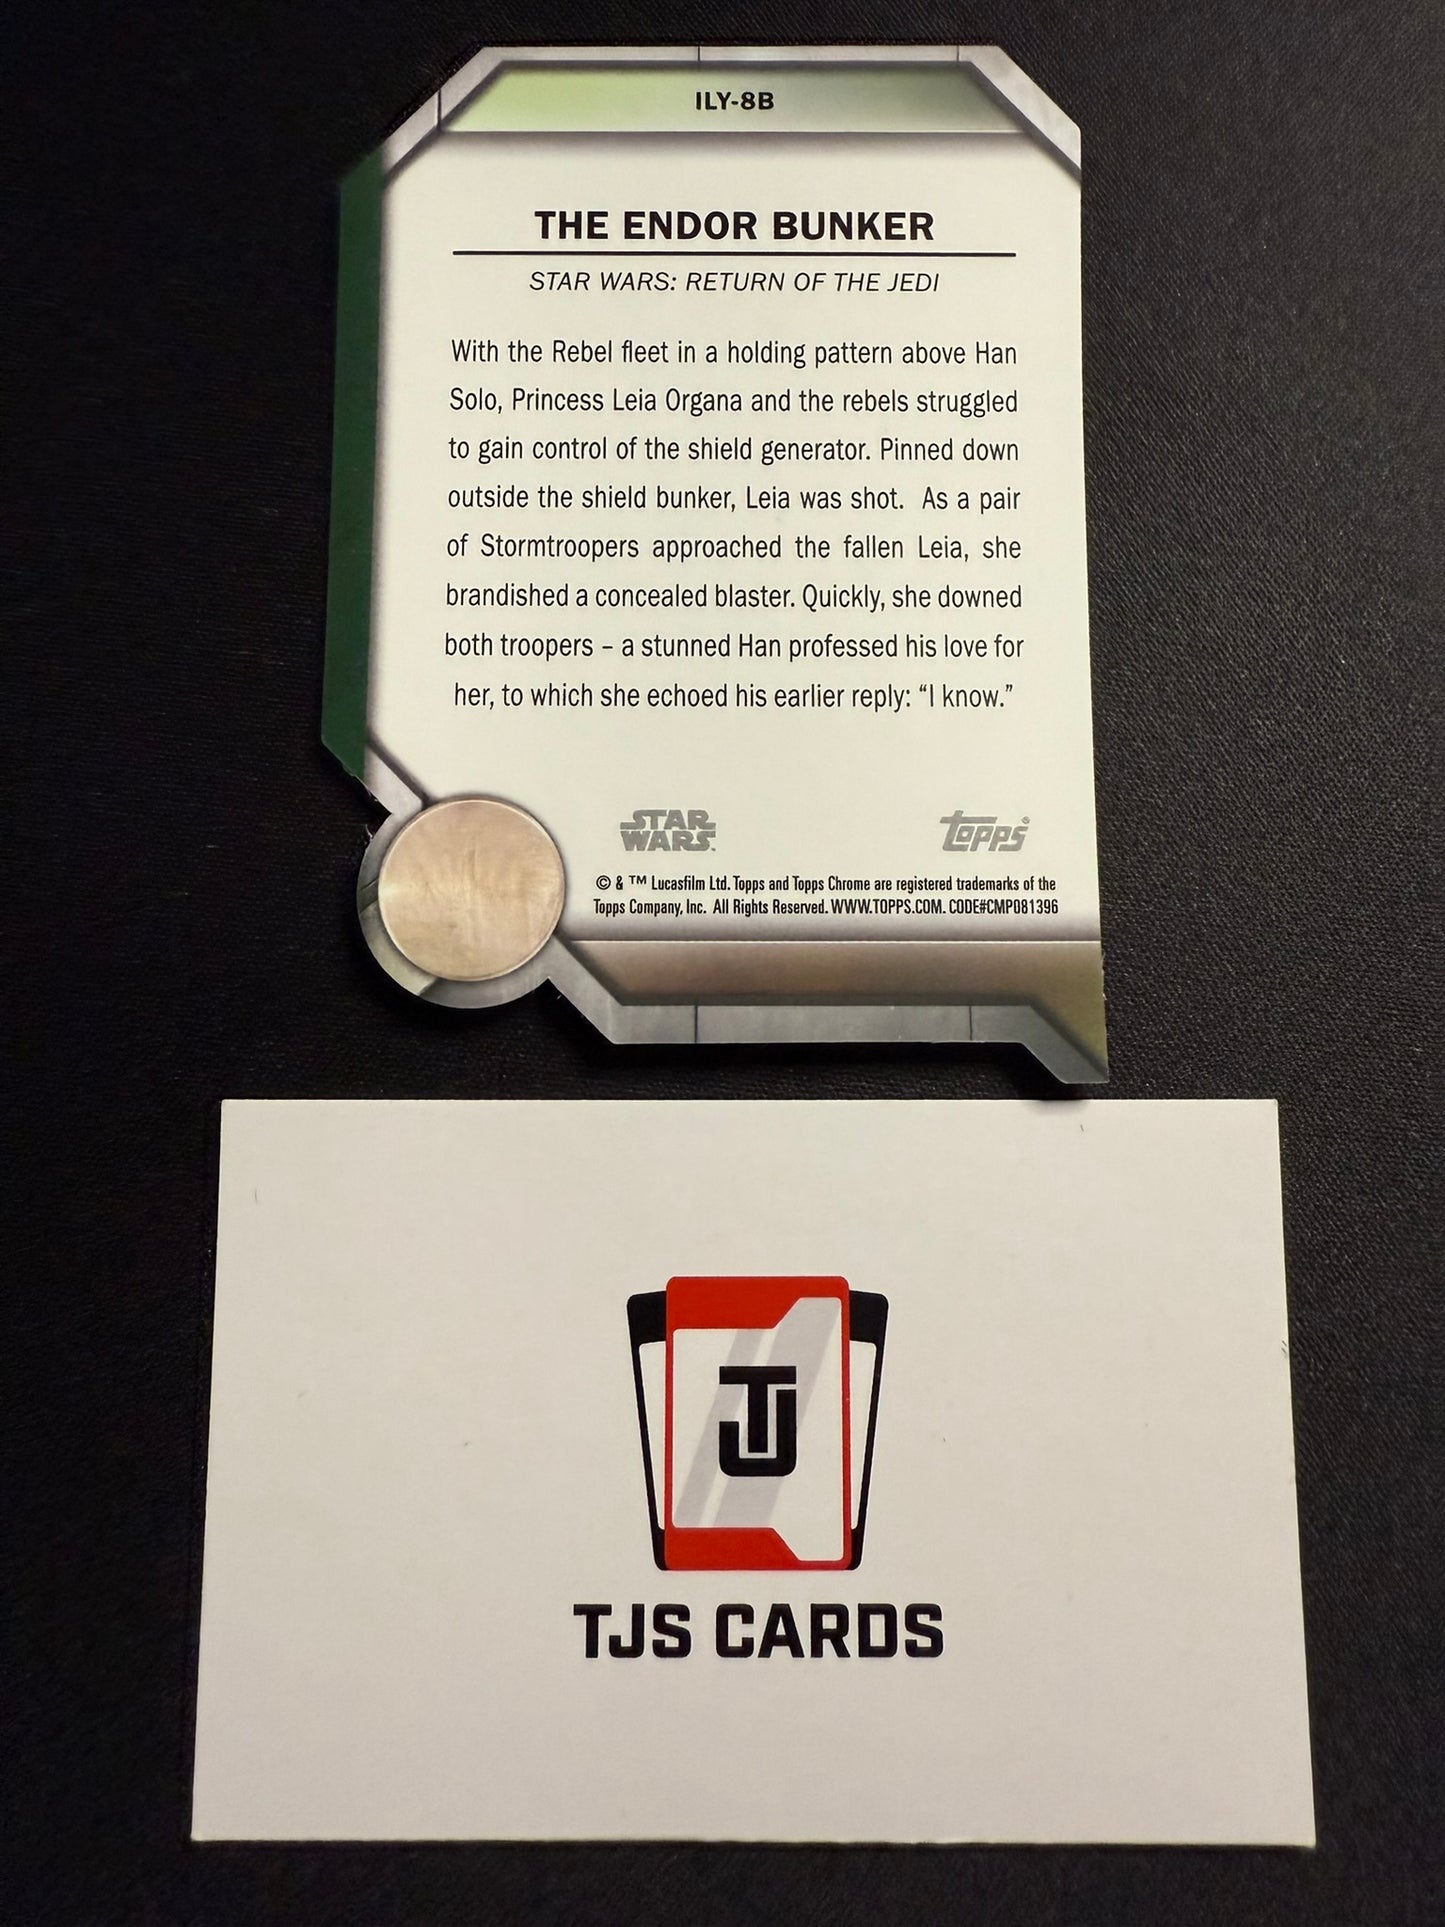 ILY-8B
THE ENDOR BUNKER
STAR WARS: RETURN OF THE JEDI
With the Rebel fleet in a holding pattern above Han
Solo, Princess Leia Organa and the rebels struggled
to gain control of the shield generator. Pinned down
outside the shield bunker, Leia was shot.  As a pair
of Stormtroopers approached the fallen Leia, she
brandished a concealed blaster. Quickly, she downed
both troopers – a stunned Han professed his love for
her, to which she echoed his earlier reply: “I know.”
STAR
WARS.
topps®
© & ™ Lucasfilm Ltd. Topps and Topps Chrome are registered trademarks of the
Topps Company, Inc.  All Rights Reserved. WWW.TOPPS.COM. CODE#CMP081396
TJ
TJS CARDS